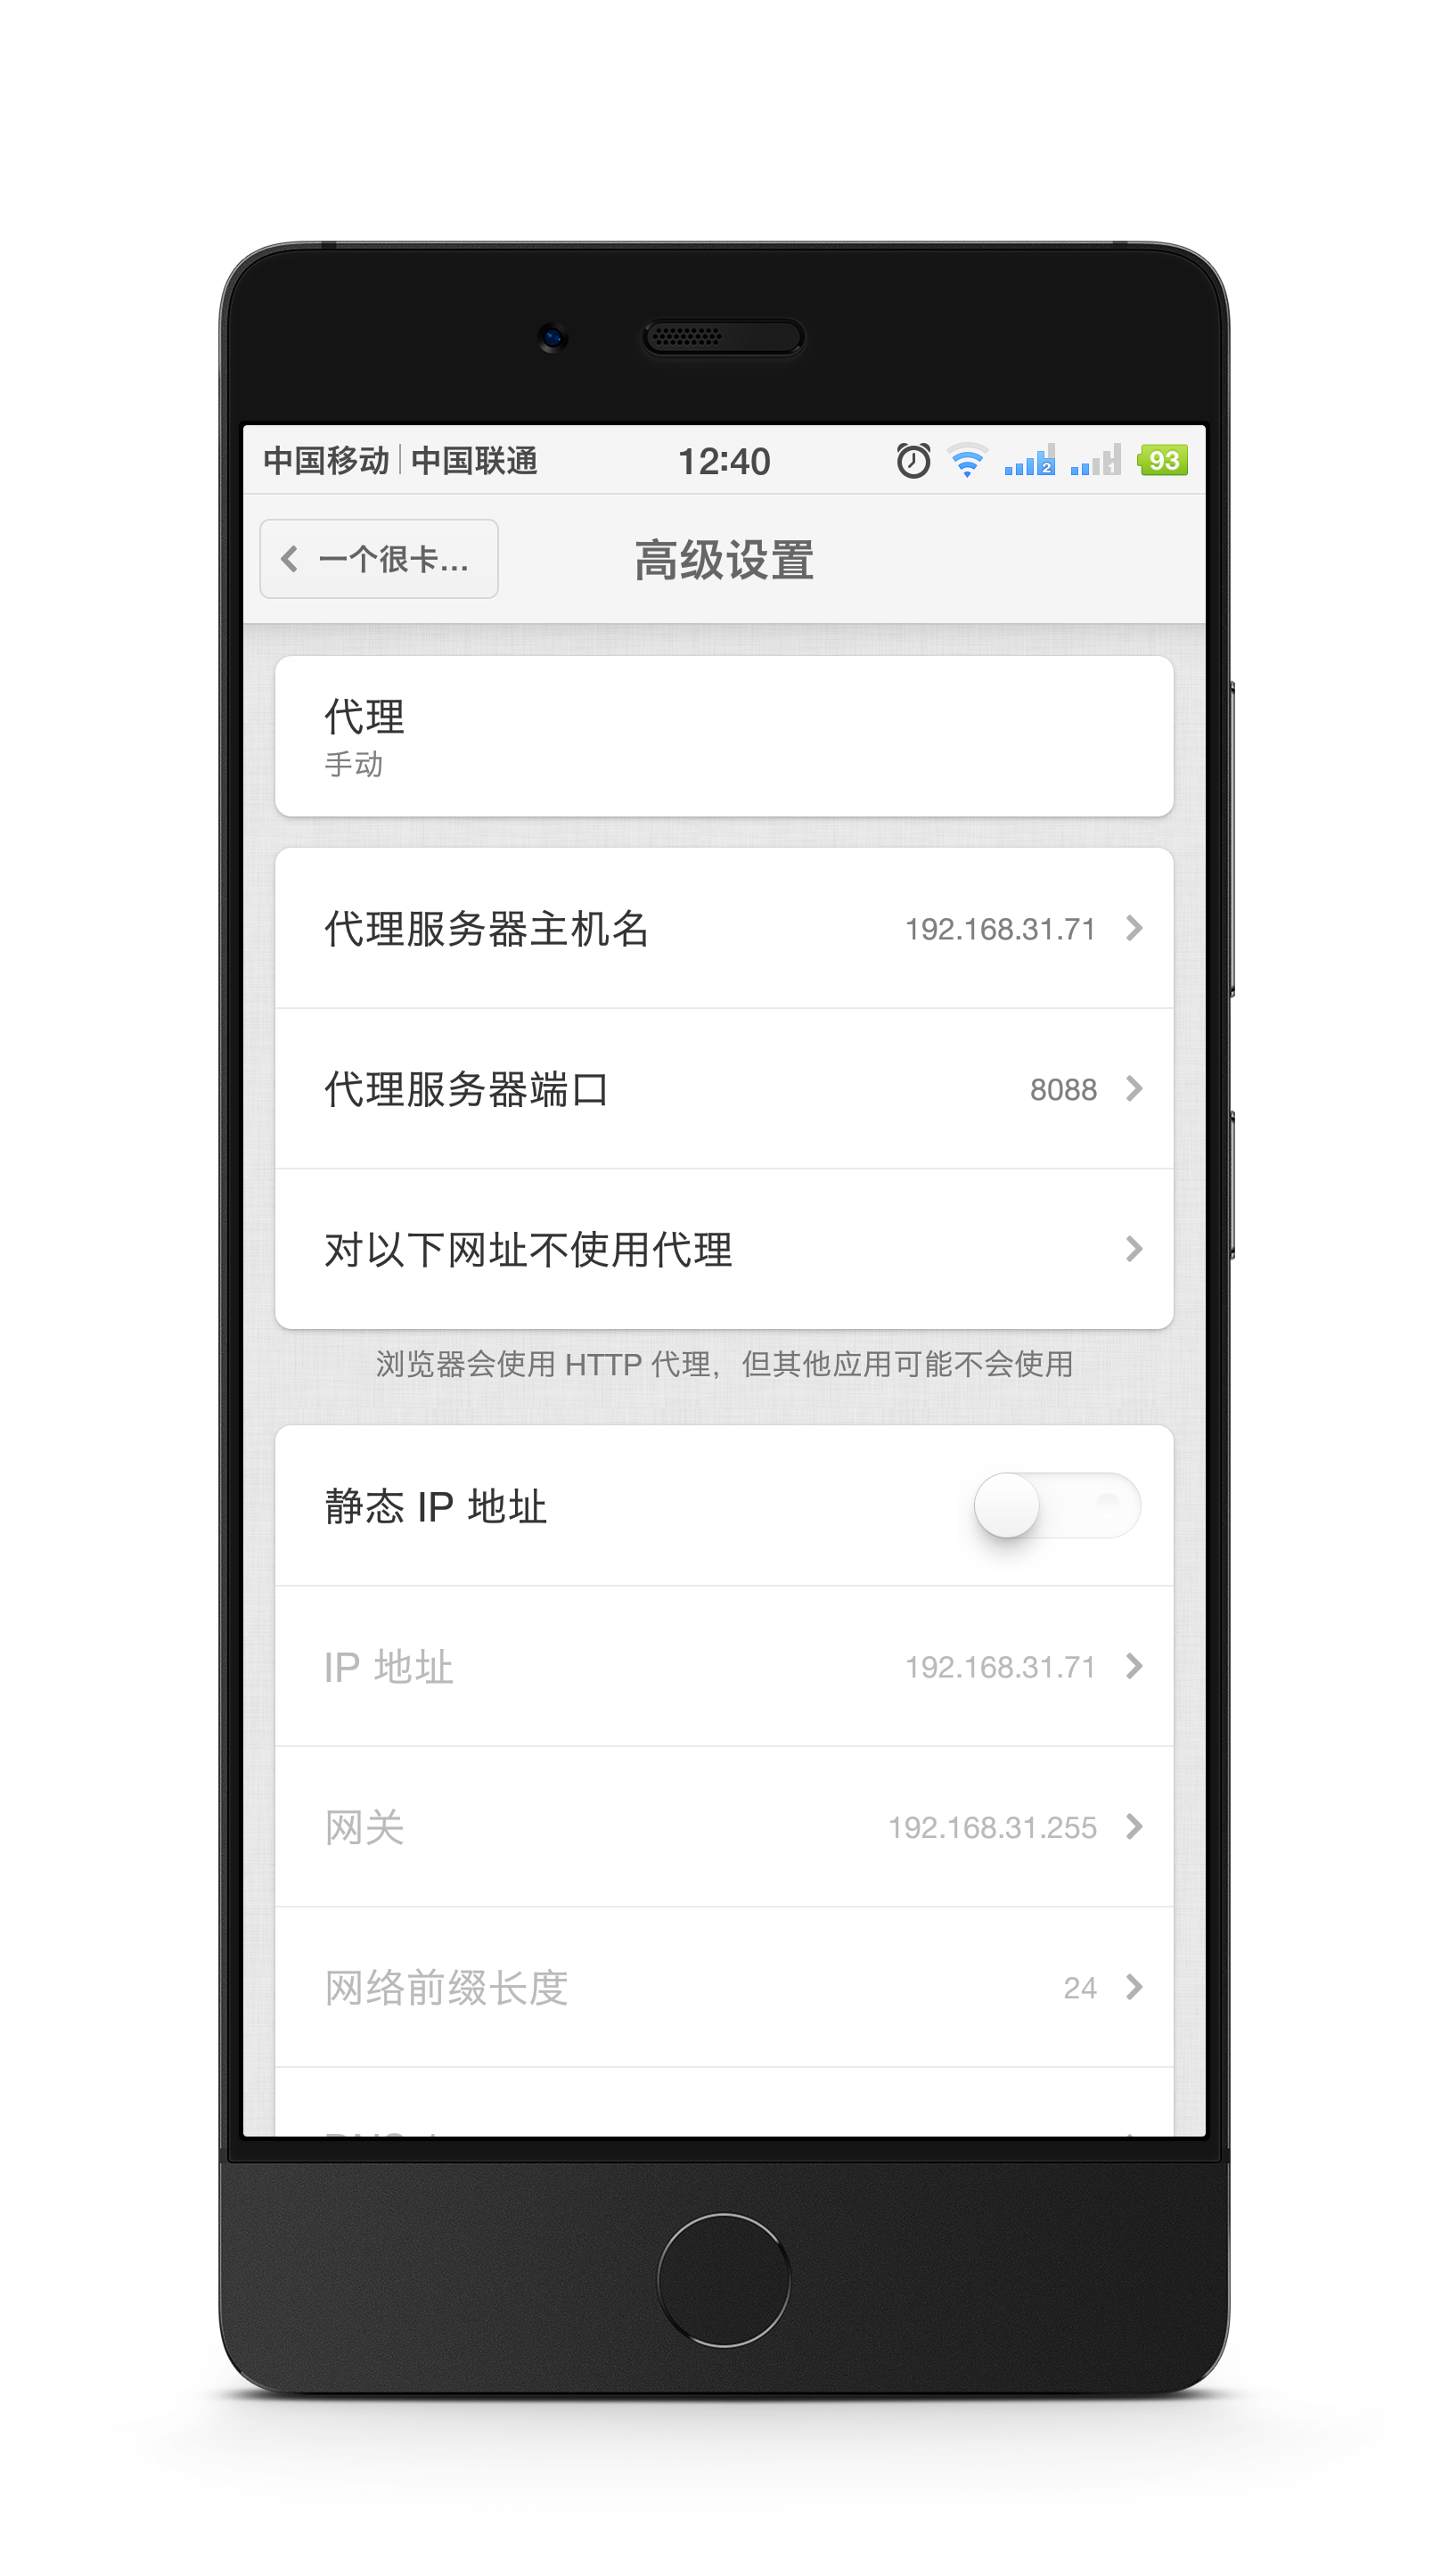 中国移动 | 中国联通 12:40 2 1 93
一个很卡... 高级设置
代理
手动
代理服务器主机名 192.168.31.71
代理服务器端口 8088
对以下网址不使用代理
浏览器会使用 HTTP 代理，但其他应用可能不会使用
静态 IP 地址
IP 地址 192.168.31.71
网关 192.168.31.255
网络前缀长度 24